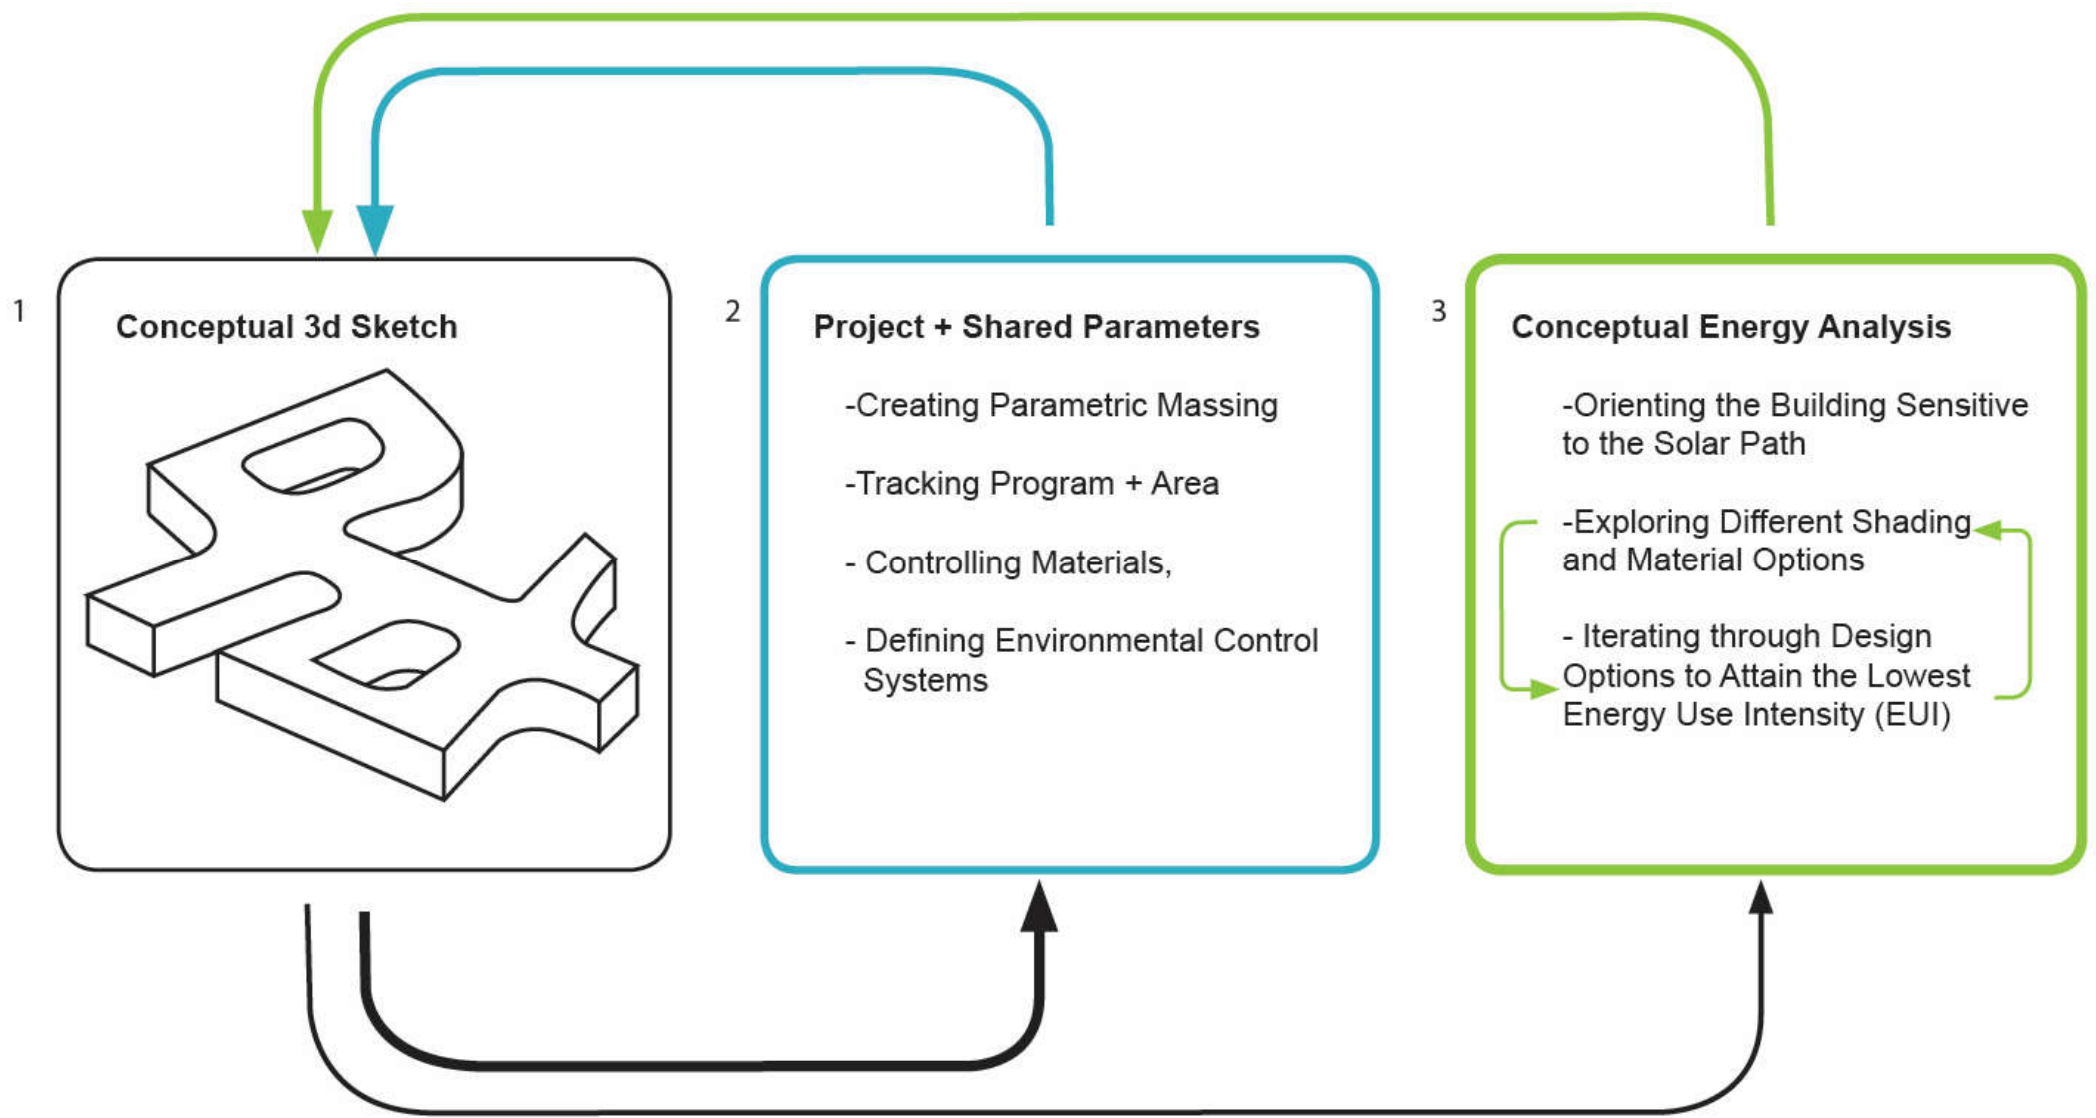 1
Conceptual 3d Sketch
2
Project + Shared Parameters
-Creating Parametric Massing
-Tracking Program + Area
- Controlling Materials,
- Defining Environmental Control
Systems
3
Conceptual Energy Analysis
-Orienting the Building Sensitive
to the Solar Path
-Exploring Different Shading
and Material Options
- Iterating through Design
Options to Attain the Lowest
Energy Use Intensity (EUI)